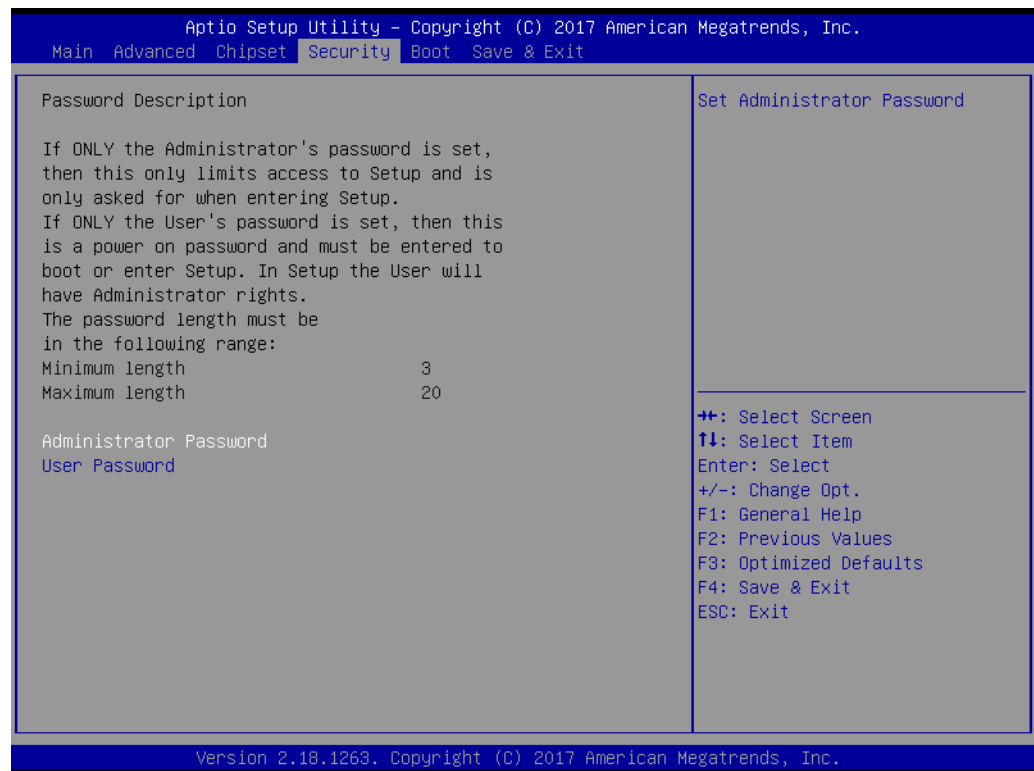 Aptio Setup Utility – Copyright (C) 2017 American Megatrends, Inc.
Main Advanced Chipset Security Boot Save & Exit
Password Description
If ONLY the Administrator's password is set,
then this only limits access to Setup and is
only asked for when entering Setup.
If ONLY the User's password is set, then this
is a power on password and must be entered to
boot or enter Setup. In Setup the User will
have Administrator rights.
The password length must be
in the following range:
Minimum length 3
Maximum length 20
Administrator Password
User Password
Set Administrator Password
→←: Select Screen
↑↓: Select Item
Enter: Select
+/-: Change Opt.
F1: General Help
F2: Previous Values
F3: Optimized Defaults
F4: Save & Exit
ESC: Exit
Version 2.18.1263. Copyright (C) 2017 American Megatrends, Inc.